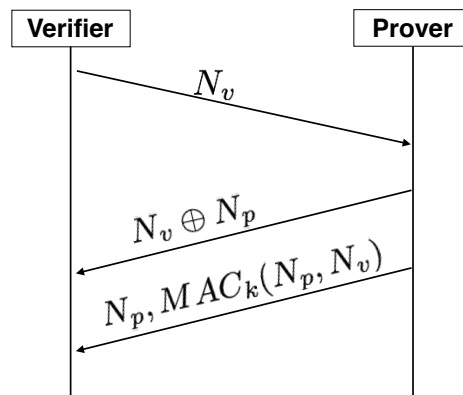 Verifier
Prover
N_v
N_v ⊕ N_p
N_p, MAC_k(N_p, N_v)